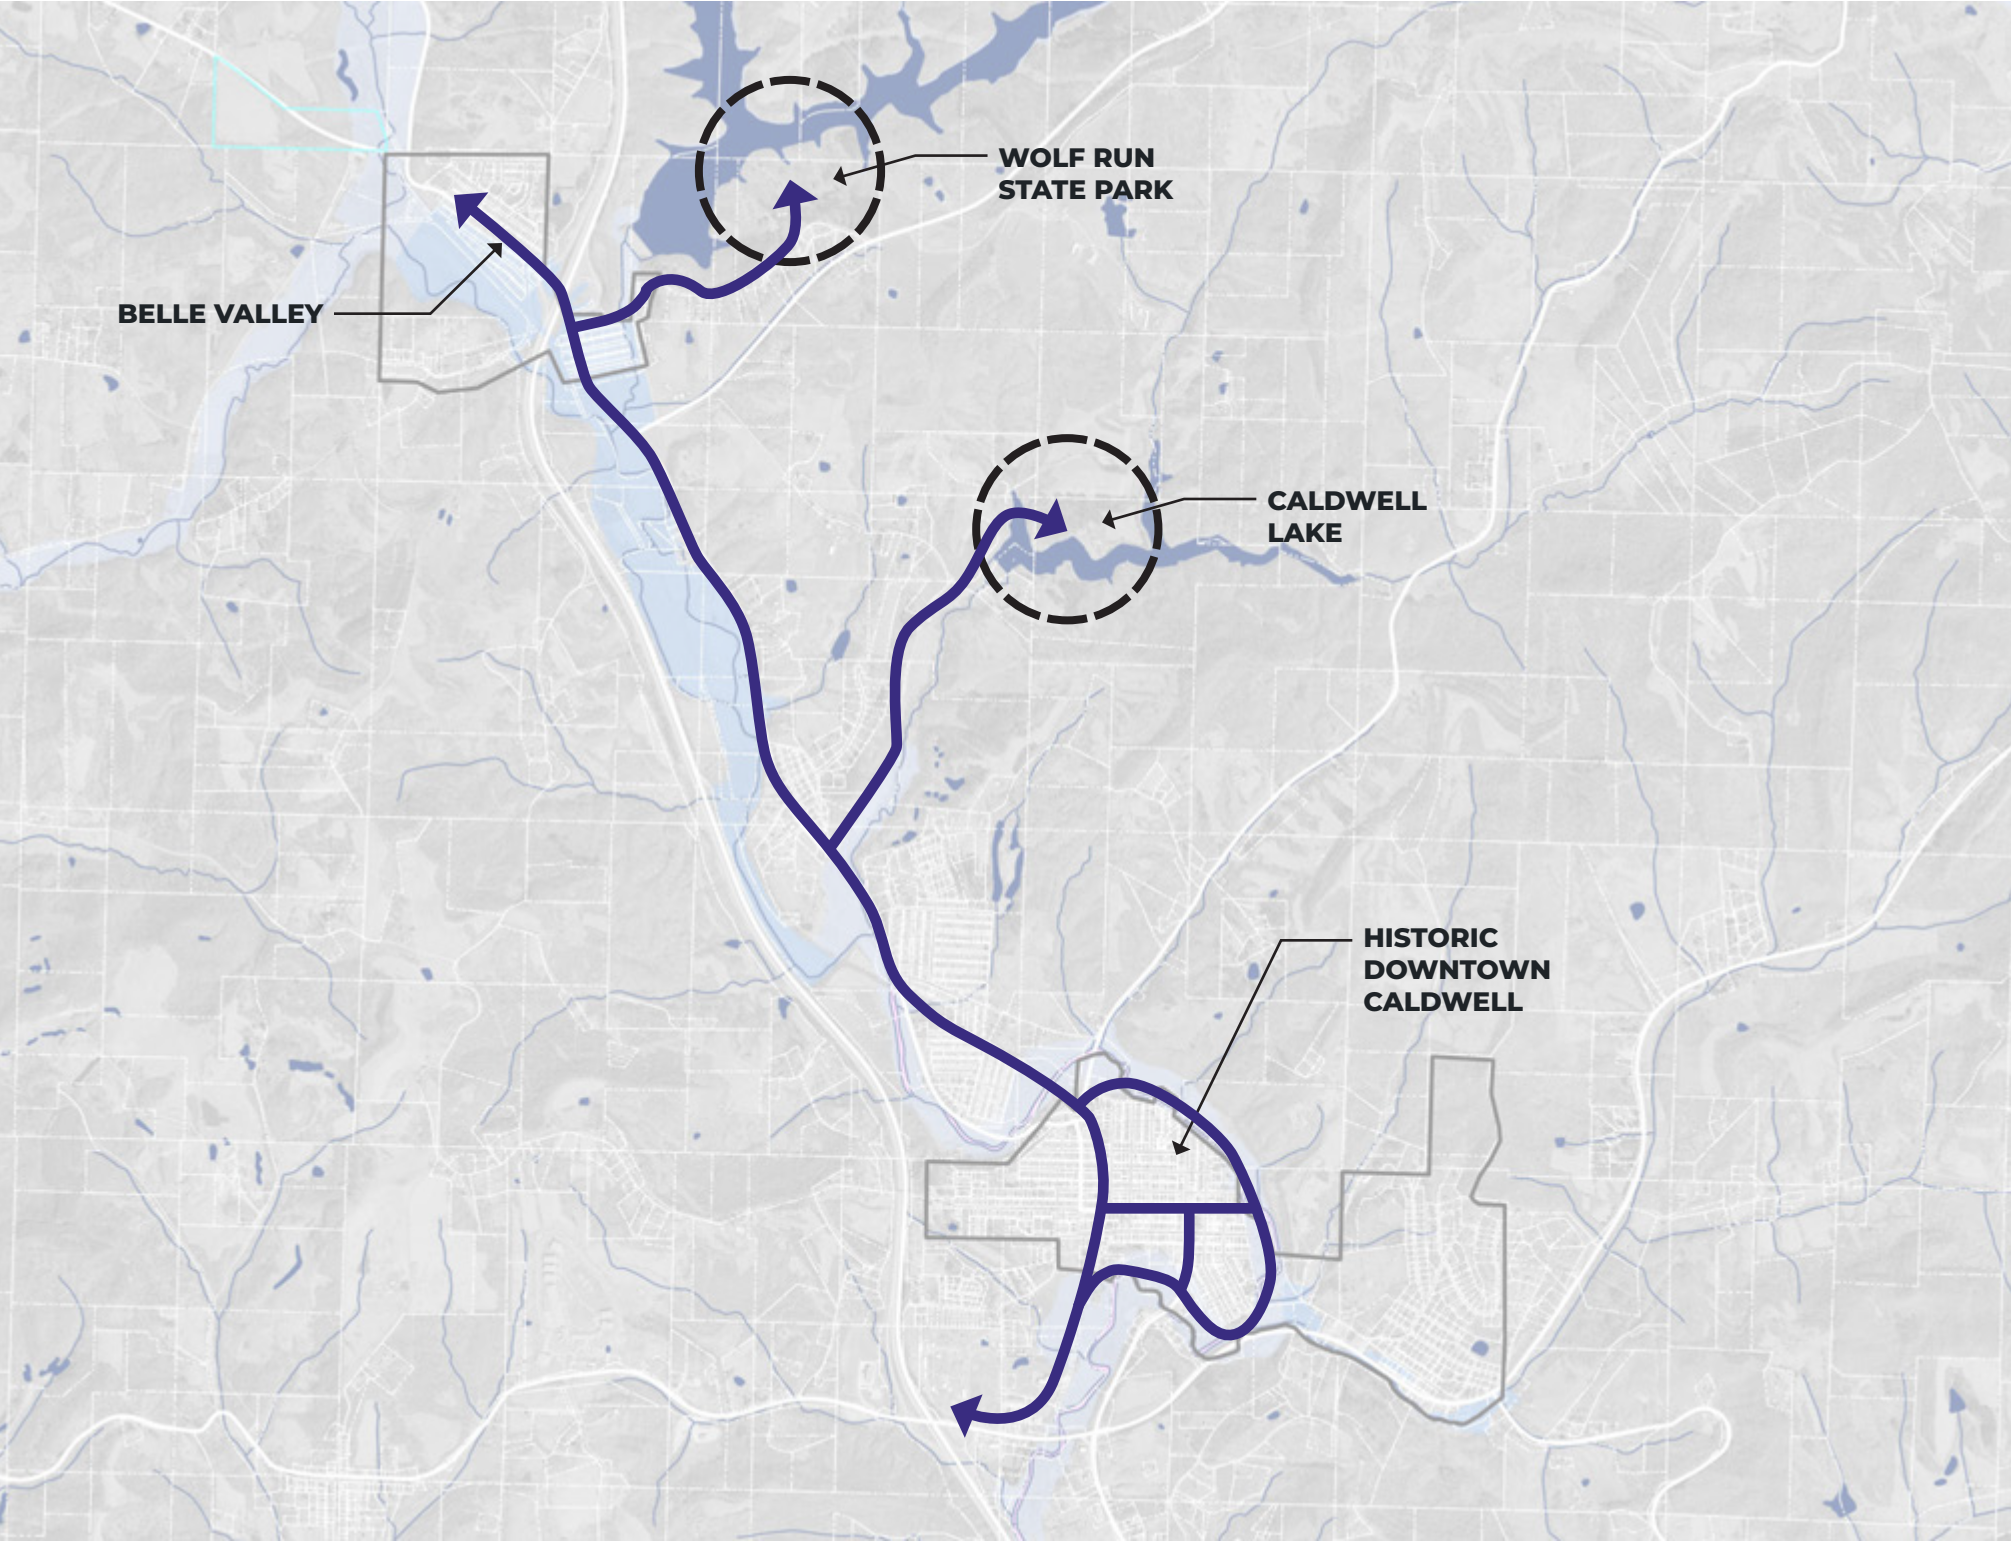 WOLF RUN
STATE PARK
BELLE VALLEY
CALDWELL
LAKE
HISTORIC
DOWNTOWN
CALDWELL